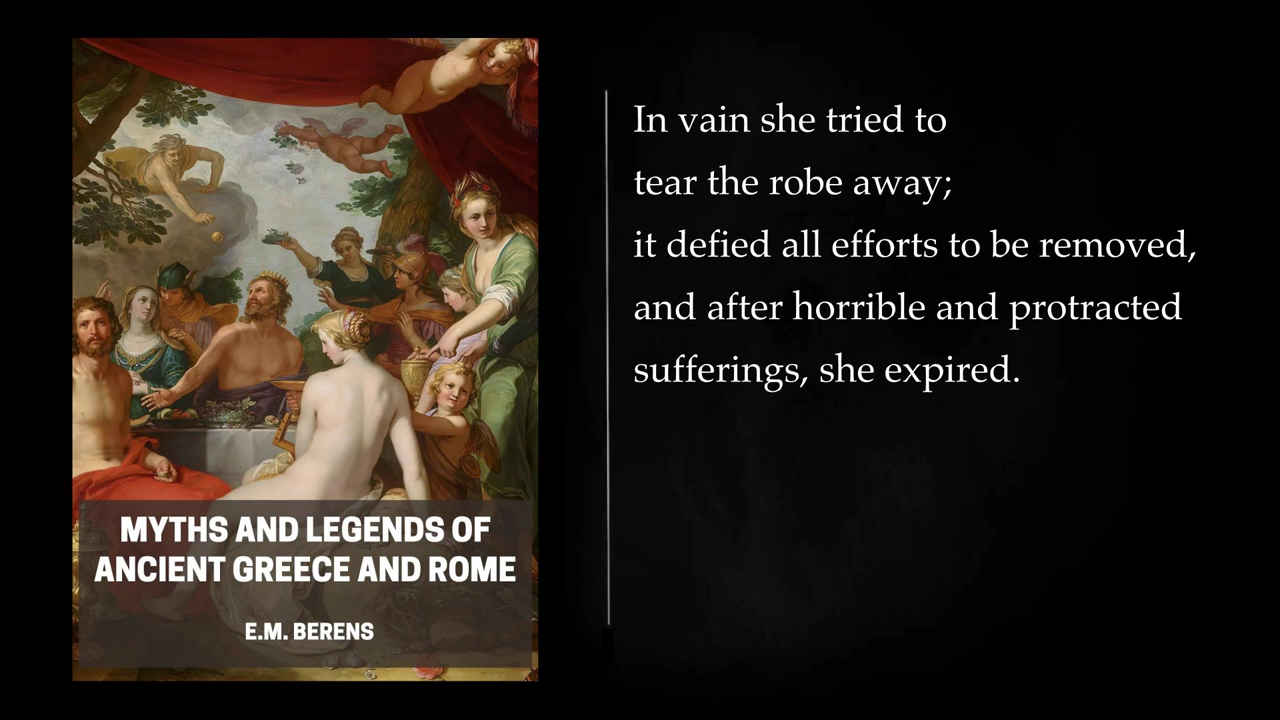 MYTHS AND LEGENDS OF
ANCIENT GREECE AND ROME
E.M. BERENS
In vain she tried to
tear the robe away;
it defied all efforts to be removed,
and after horrible and protracted
sufferings, she expired.